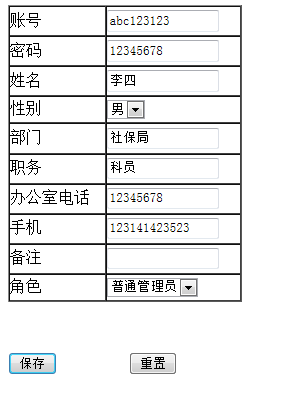 账号 abc123123
密码 12345678
姓名 李四
性别 男
部门 社保局
职务 科员
办公室电话 12345678
手机 123141423523
备注
角色 普通管理员
保存 重置